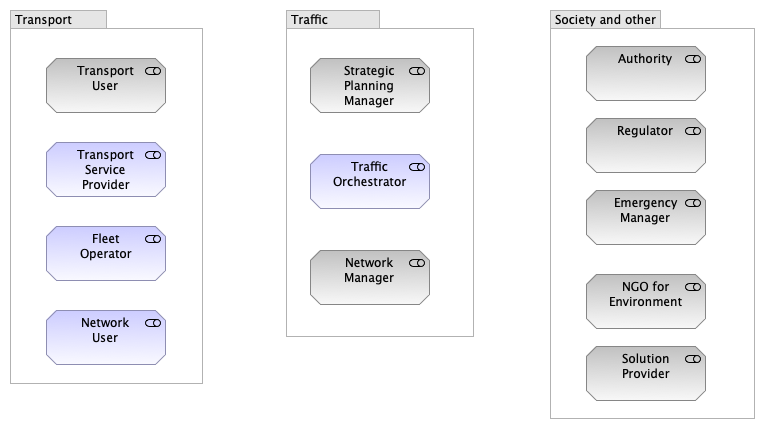 Transport
Transport
User
Transport
Service
Provider
Fleet
Operator
Network
User
Traffic
Strategic
Planning
Manager
Traffic
Orchestrator
Network
Manager
Society and other
Authority
Regulator
Emergency
Manager
NGO for
Environment
Solution
Provider